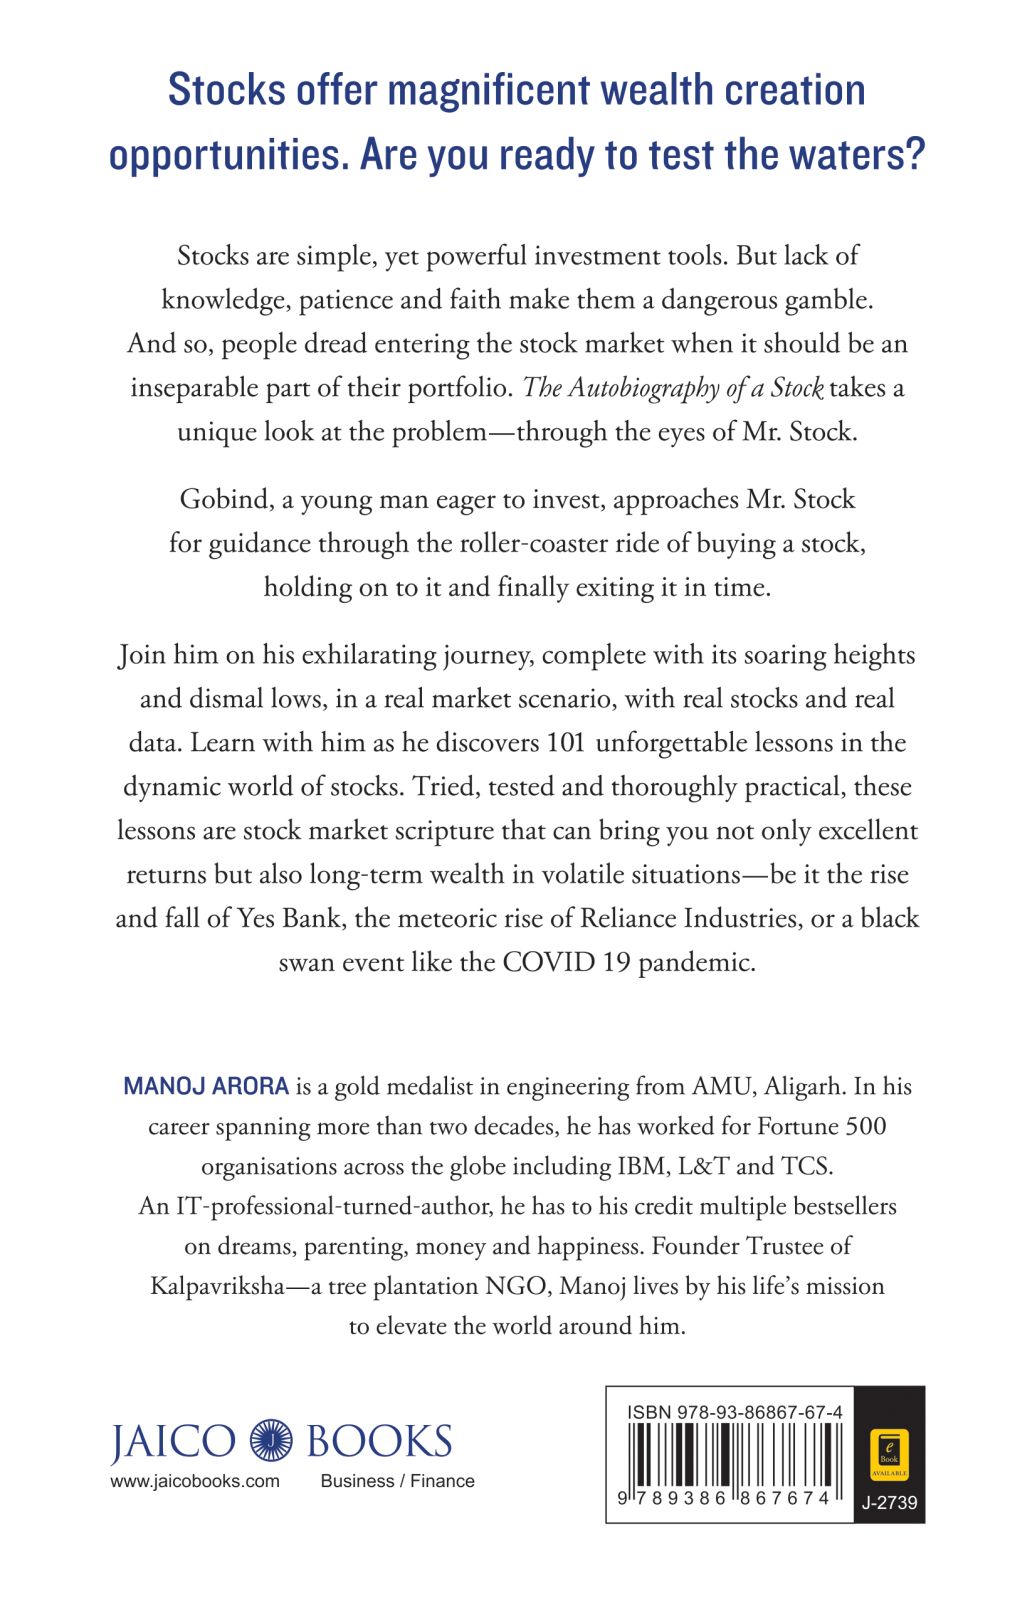 Stocks offer magnificent wealth creation
opportunities. Are you ready to test the waters?
Stocks are simple, yet powerful investment tools. But lack of
knowledge, patience and faith make them a dangerous gamble.
And so, people dread entering the stock market when it should be an
inseparable part of their portfolio. The Autobiography of a Stock takes a
unique look at the problem—through the eyes of Mr. Stock.
Gobind, a young man eager to invest, approaches Mr. Stock
for guidance through the roller-coaster ride of buying a stock,
holding on to it and finally exiting it in time.
Join him on his exhilarating journey, complete with its soaring heights
and dismal lows, in a real market scenario, with real stocks and real
data. Learn with him as he discovers 101 unforgettable lessons in the
dynamic world of stocks. Tried, tested and thoroughly practical, these
lessons are stock market scripture that can bring you not only excellent
returns but also long-term wealth in volatile situations—be it the rise
and fall of Yes Bank, the meteoric rise of Reliance Industries, or a black
swan event like the COVID 19 pandemic.
MANOJ ARORA is a gold medalist in engineering from AMU, Aligarh. In his
career spanning more than two decades, he has worked for Fortune 500
organisations across the globe including IBM, L&T and TCS.
An IT-professional-turned-author, he has to his credit multiple bestsellers
on dreams, parenting, money and happiness. Founder Trustee of
Kalpavriksha—a tree plantation NGO, Manoj lives by his life's mission
to elevate the world around him.
JAICO J BOOKS
www.jaicobooks.com Business / Finance
ISBN 978-93-86867-67-4
9 789386 867674
e
Book
AVAILABLE
J-2739